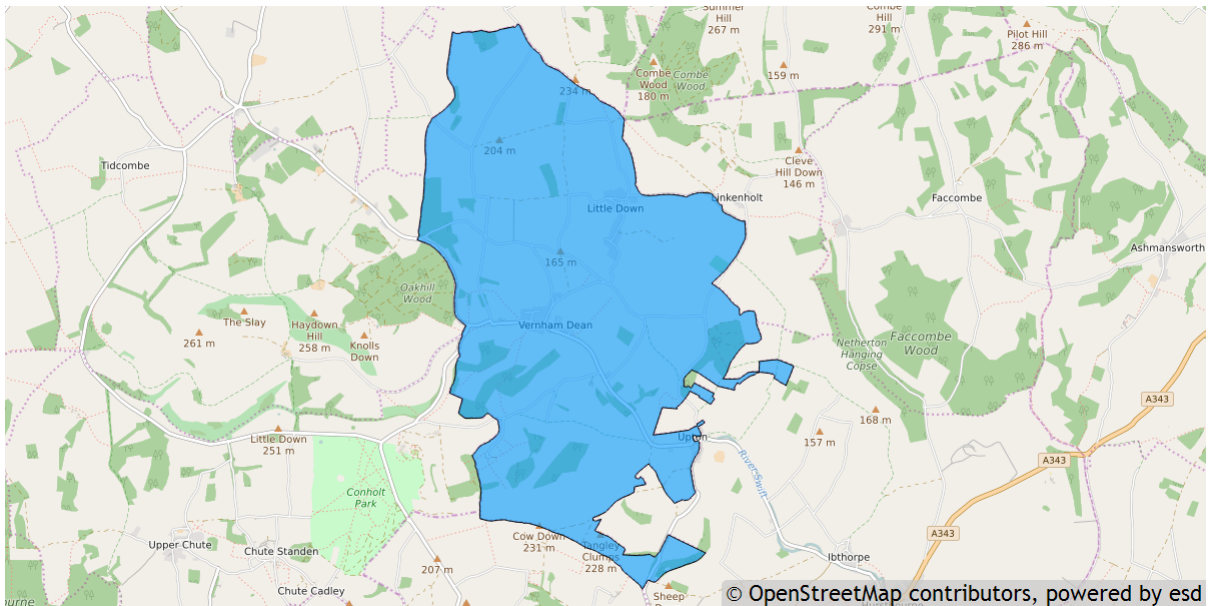 Summer
Hill
267 m
Combe
Hill
291 m
Pilot Hill
286 m
Combe
Wood
180 m
Combe
Wood
159 m
234 m
204 m
Tidcombe
Cleve
Hill Down
146 m
Linkenholt
Faccombe
Little Down
Ashmansworth
165 m
Oakhill
Wood
The Slay
261 m
Haydown
Hill
258 m
Knolls
Down
Vernham Dean
Netherton
Hanging
Copse
Faccombe
Wood
A343
168 m
157 m
Little Down
251 m
Upton
A343
River Swift
Conholt
Park
A343
Upper Chute
Chute Standen
Cow Down
231 m
Tangley
Clumps
228 m
Ibthorpe
207 m
Chute Cadley
Sheep
© OpenStreetMap contributors, powered by esd